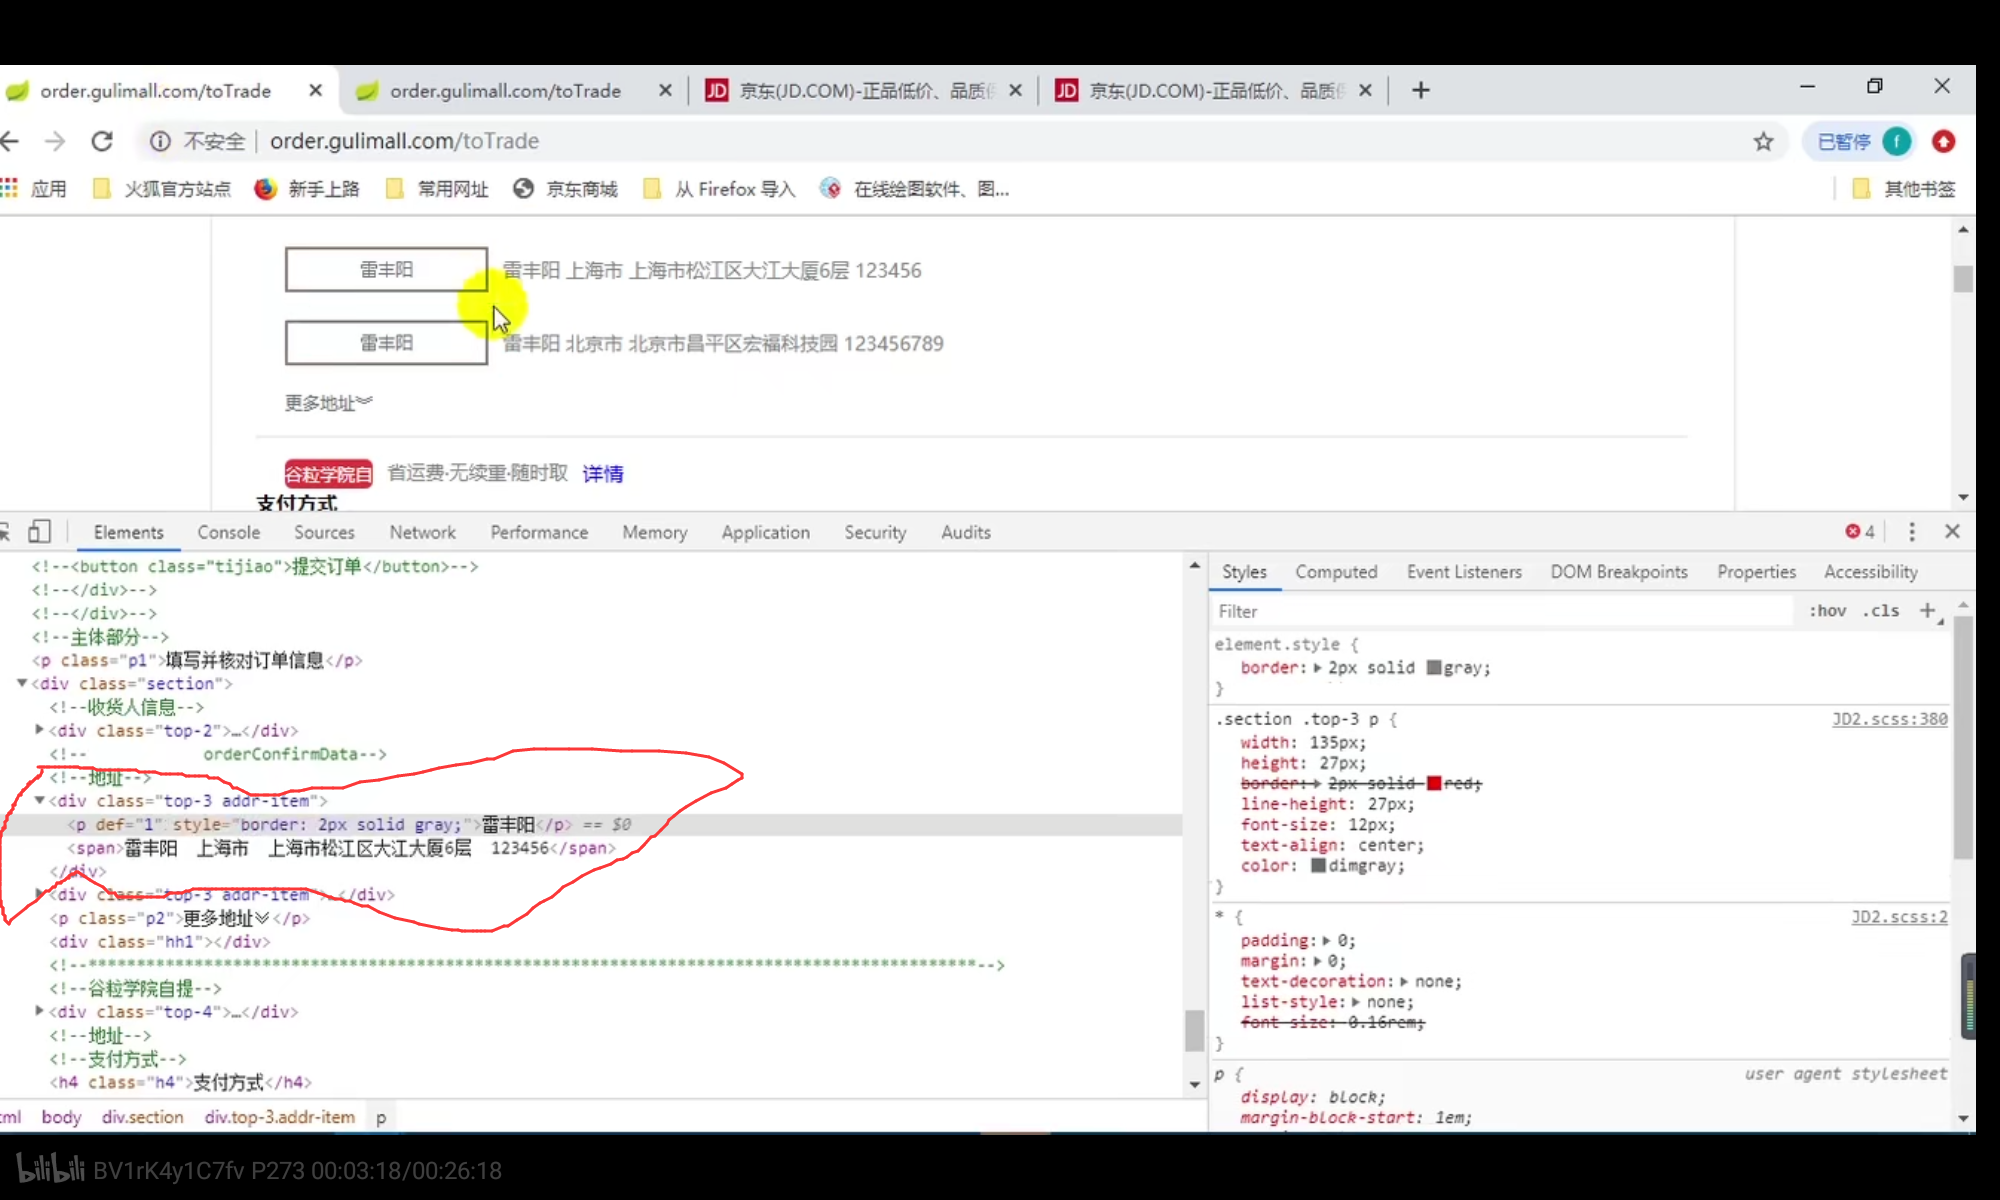 order.gulimall.com/toTrade
order.gulimall.com/toTrade
JD 京东(JD.COM)-正品低价、品质
JD 京东(JD.COM)-正品低价、品质
不安全 | order.gulimall.com/toTrade
已暂停 f
应用 火狐官方站点 新手上路 常用网址 京东商城 从 Firefox 导入 在线绘图软件、图... 其他书签
雷丰阳 雷丰阳 上海市 上海市松江区大江大厦6层 123456
雷丰阳 雷丰阳 北京市 北京市昌平区宏福科技园 123456789
更多地址
谷粒学院自 省运费·无续重·随时取 详情
支付方式
Elements Console Sources Network Performance Memory Application Security Audits 4
<!--<button class="tijiao">提交订单</button>-->
<!--</div>-->
<!--</div>-->
<!--主体部分-->
<p class="p1">填写并核对订单信息</p>
<div class="section">
<!--收货人信息-->
<div class="top-2">…</div>
<!-- orderConfirmData-->
<!--地址-->
<div class="top-3 addr-item">
<p def="1" style="border: 2px solid gray;">雷丰阳</p> == $0
<span>雷丰阳 上海市 上海市松江区大江大厦6层 123456</span>
</div>
<div class="top-3 addr-item">…</div>
<p class="p2">更多地址</p>
<div class="hh1"></div>
<!--谷粒学院自提-->
<div class="top-4">…</div>
<!--地址-->
<!--支付方式-->
<h4 class="h4">支付方式</h4>
body div.section div.top-3.addr-item p
Styles Computed Event Listeners DOM Breakpoints Properties Accessibility
Filter :hov .cls +
element.style {
border: 2px solid gray;
}
.section .top-3 p { JD2.scss:380
width: 135px;
height: 27px;
border: 2px solid red;
line-height: 27px;
font-size: 12px;
text-align: center;
color: dimgray;
}
* { JD2.scss:2
padding: 0;
margin: 0;
text-decoration: none;
list-style: none;
font-size: 0.16rem;
}
p { user agent stylesheet
display: block;
margin-block-start: 1em;
bilibili BV1rK4y1C7fv P273 00:03:18/00:26:18